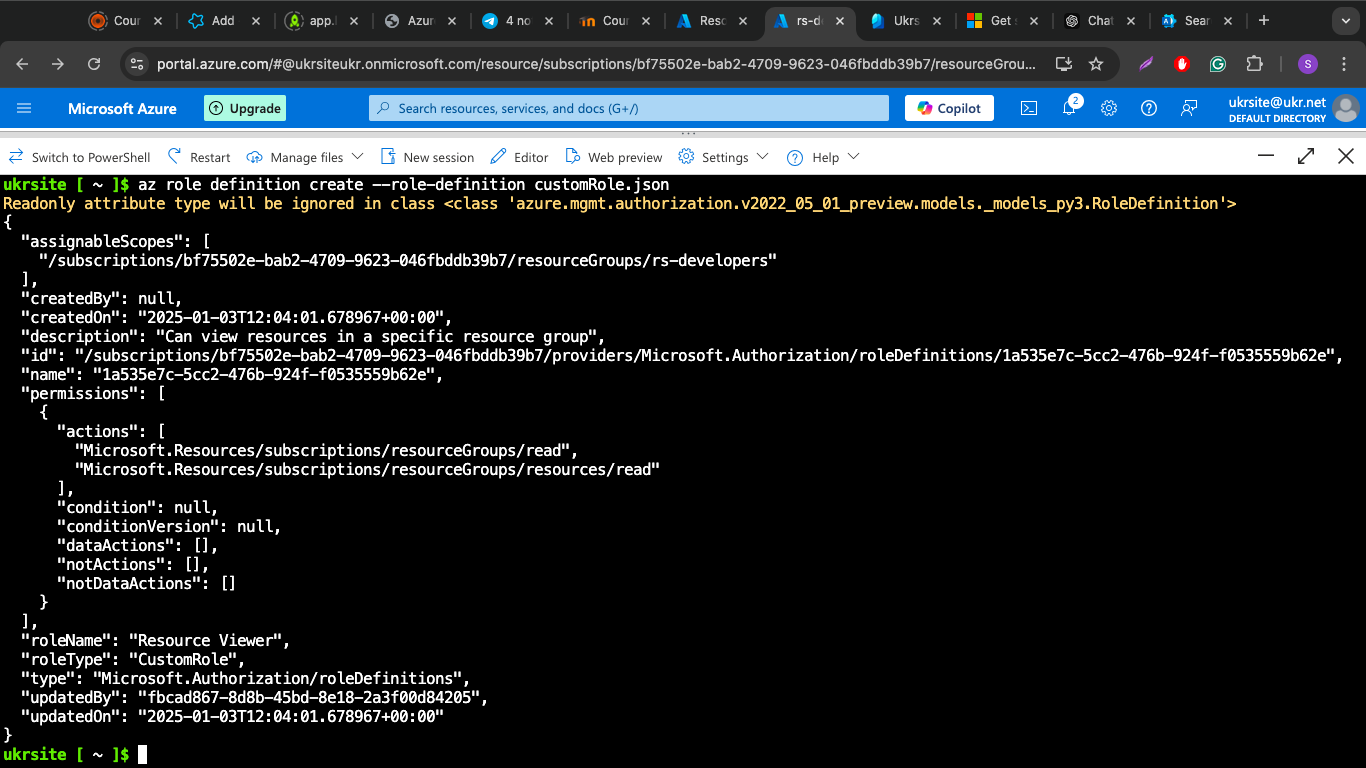 Cour
Add
app.
Azur
4 no
Cour
Reso
rs-d
Ukrs
Get
Chat
Sear
portal.azure.com/#@ukrsiteukr.onmicrosoft.com/resource/subscriptions/bf75502e-bab2-4709-9623-046fbddb39b7/resourceGrou...
S
Microsoft Azure
Upgrade
Search resources, services, and docs (G+/)
Copilot
2
ukrsite@ukr.net
DEFAULT DIRECTORY
Switch to PowerShell
Restart
Manage files
New session
Editor
Web preview
Settings
Help
ukrsite [ ~ ]$ az role definition create --role-definition customRole.json
Readonly attribute type will be ignored in class <class 'azure.mgmt.authorization.v2022_05_01_preview.models._models_py3.RoleDefinition'>
{
"assignableScopes": [
"/subscriptions/bf75502e-bab2-4709-9623-046fbddb39b7/resourceGroups/rs-developers"
],
"createdBy": null,
"createdOn": "2025-01-03T12:04:01.678967+00:00",
"description": "Can view resources in a specific resource group",
"id": "/subscriptions/bf75502e-bab2-4709-9623-046fbddb39b7/providers/Microsoft.Authorization/roleDefinitions/1a535e7c-5cc2-476b-924f-f0535559b62e",
"name": "1a535e7c-5cc2-476b-924f-f0535559b62e",
"permissions": [
{
"actions": [
"Microsoft.Resources/subscriptions/resourceGroups/read",
"Microsoft.Resources/subscriptions/resourceGroups/resources/read"
],
"condition": null,
"conditionVersion": null,
"dataActions": [],
"notActions": [],
"notDataActions": []
}
],
"roleName": "Resource Viewer",
"roleType": "CustomRole",
"type": "Microsoft.Authorization/roleDefinitions",
"updatedBy": "fbcad867-8d8b-45bd-8e18-2a3f00d84205",
"updatedOn": "2025-01-03T12:04:01.678967+00:00"
}
ukrsite [ ~ ]$